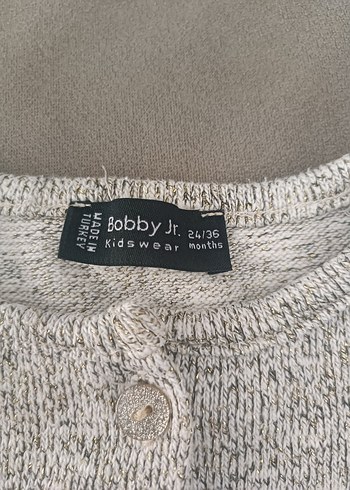 MADE IN
TURKEY
Bobby Jr.
Kidswear
24/36
months